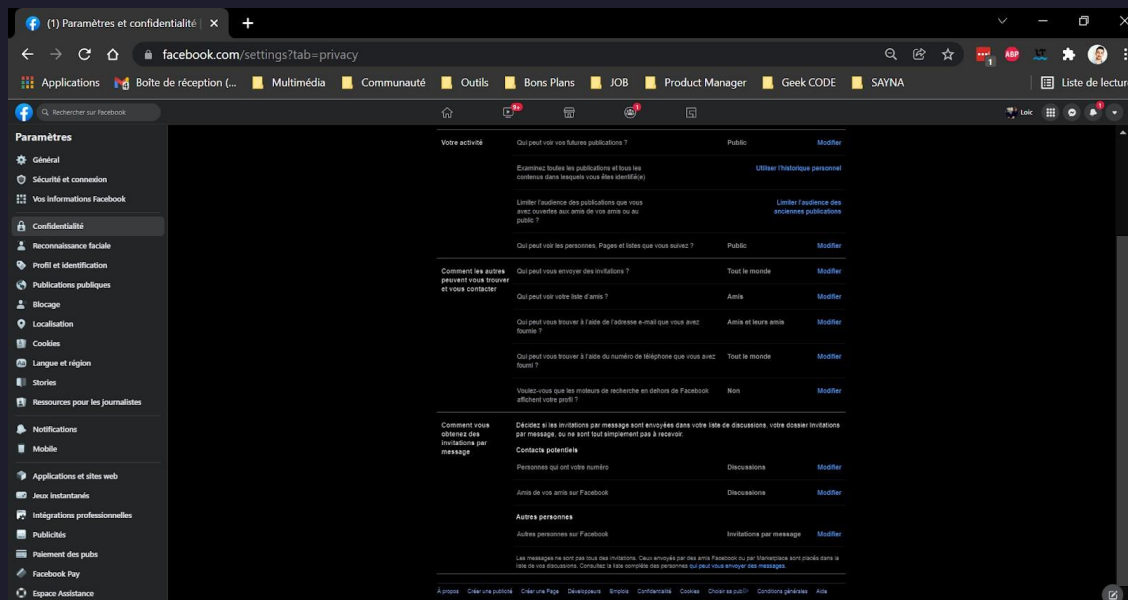 (1) Paramètres et confidentialité |
facebook.com/settings?tab=privacy
1
ABP
LT
Applications
Boîte de réception (...
Multimédia
Communauté
Outils
Bons Plans
JOB
Product Manager
Geek CODE
SAYNA
Liste de lecture
Rechercher sur Facebook
9+
1
Loic
1
Paramètres
Général
Sécurité et connexion
Vos informations Facebook
Confidentialité
Reconnaissance faciale
Profil et identification
Publications publiques
Blocage
Localisation
Cookies
Langue et région
Stories
Ressources pour les journalistes
Notifications
Mobile
Applications et sites web
Jeux instantanés
Intégrations professionnelles
Publicités
Paiement des pubs
Facebook Pay
Espace Assistance
Votre activité
Qui peut voir vos futures publications ?
Public
Modifier
Examinez toutes les publications et tous les
contenus dans lesquels vous êtes identifié(e)
Utiliser l'historique personnel
Limiter l'audience des publications que vous
avez ouvertes aux amis de vos amis ou au
public ?
Limiter l'audience des
anciennes publications
Qui peut voir les personnes, Pages et listes que vous suivez ?
Public
Modifier
Comment les autres
peuvent vous trouver
et vous contacter
Qui peut vous envoyer des invitations ?
Tout le monde
Modifier
Qui peut voir votre liste d'amis ?
Amis
Modifier
Qui peut vous trouver à l'aide de l'adresse e-mail que vous avez
fournie ?
Amis et leurs amis
Modifier
Qui peut vous trouver à l'aide du numéro de téléphone que vous avez
fourni ?
Tout le monde
Modifier
Voulez-vous que les moteurs de recherche en dehors de Facebook
affichent votre profil ?
Non
Modifier
Comment vous
obtenez des
invitations par
message
Décidez si les invitations par message sont envoyées dans votre liste de discussions, votre dossier Invitations
par message, ou ne sont tout simplement pas à recevoir.
Contacts potentiels
Personnes qui ont votre numéro
Discussions
Modifier
Amis de vos amis sur Facebook
Discussions
Modifier
Autres personnes
Autres personnes sur Facebook
Invitations par message
Modifier
Les messages ne sont pas tous des invitations. Ceux envoyés par des amis Facebook ou par Marketplace sont placés dans la
liste de vos discussions. Consultez la liste complète des personnes qui peut vous envoyer des messages.
À propos
Créer une publicité
Créer une Page
Développeurs
Emplois
Confidentialité
Cookies
Choisir sa pub
Conditions générales
Aide